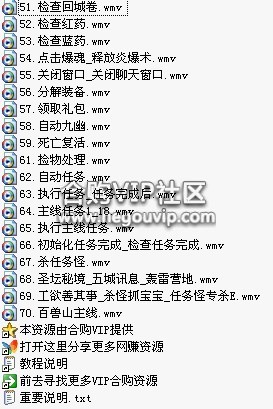 51.检查回城卷.wmv
52.检查红药.wmv
53.检查蓝药.wmv
54.点击爆魂_释放炎爆术.wmv
55.关闭窗口_关闭聊天窗口.wmv
56.分解装备.wmv
57.领取礼包.wmv
58.自动九幽.wmv
59.死亡复活.wmv
61.捡物处理.wmv
62.自动任务.wmv
63.执行任务_任务完成后.wmv
64.主线任务1_18.wmv
65.执行主线任务.wmv
66.初始化任务完成_检查任务完成.wmv
67.杀任务怪.wmv
68.圣坛秘境_五城讯息_轰雷营地.wmv
69.工欲善其事_杀怪抓宝宝_任务怪专杀E.wmv
70.百兽山主线.wmv
本资源由合购VIP提供
打开这里分享更多网赚资源
教程说明
前去寻找更多VIP合购资源
重要说明.txt
合购VIP社区
www.hegouvip.com